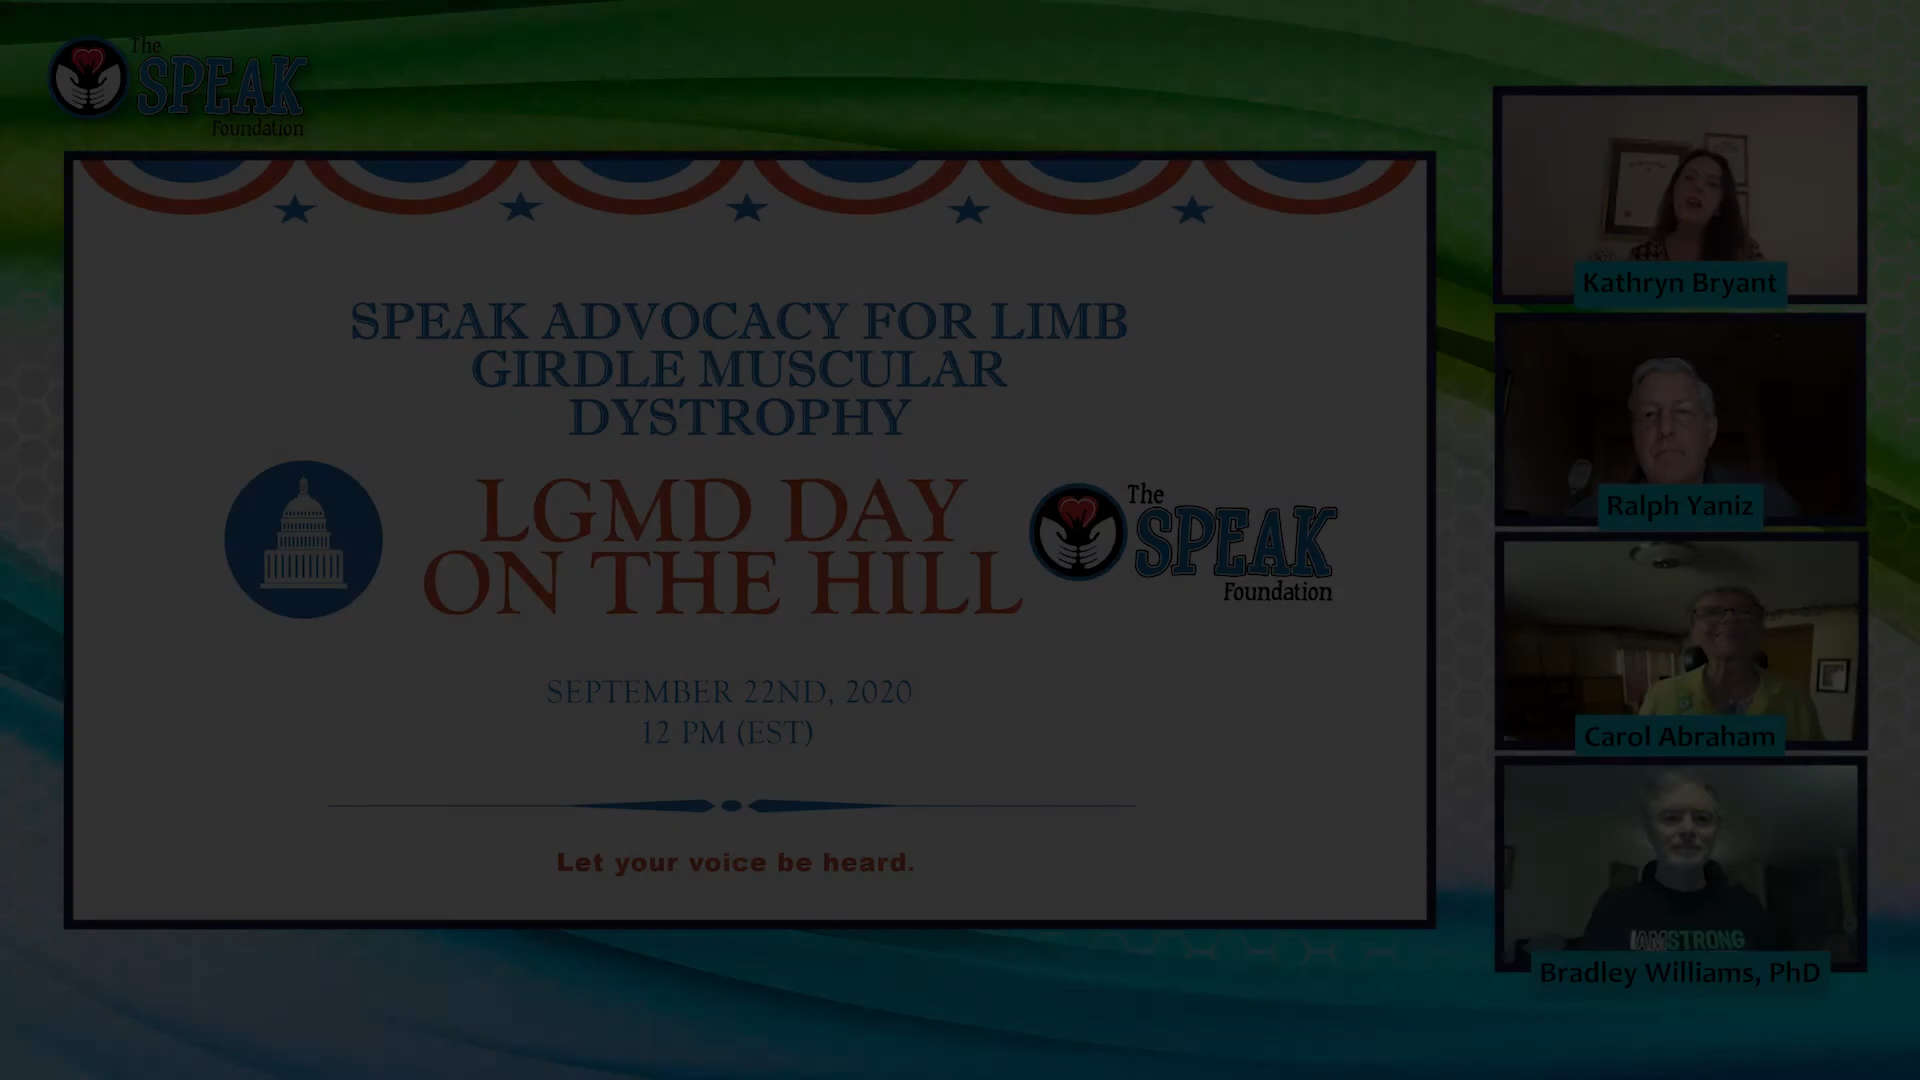 The
SPEAK
Foundation
SPEAK ADVOCACY FOR LIMB
GIRDLE MUSCULAR
DYSTROPHY
LGMD DAY
ON THE HILL
The
SPEAK
Foundation
SEPTEMBER 22ND, 2020
12 PM (EST)
Let your voice be heard.
Kathryn Bryant
Ralph Yaniz
Carol Abraham
IAMSTRONG
Bradley Williams, PhD